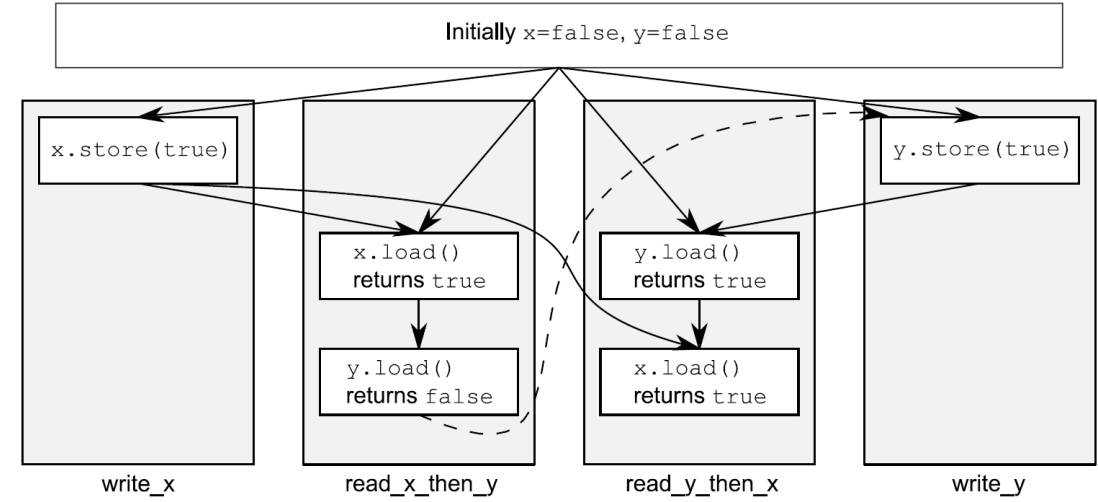 Initially x=false, y=false
x.store(true)
y.store(true)
x.load()
returns true
y.load()
returns true
y.load()
returns false
x.load()
returns true
write_x
read_x_then_y
read_y_then_x
write_y